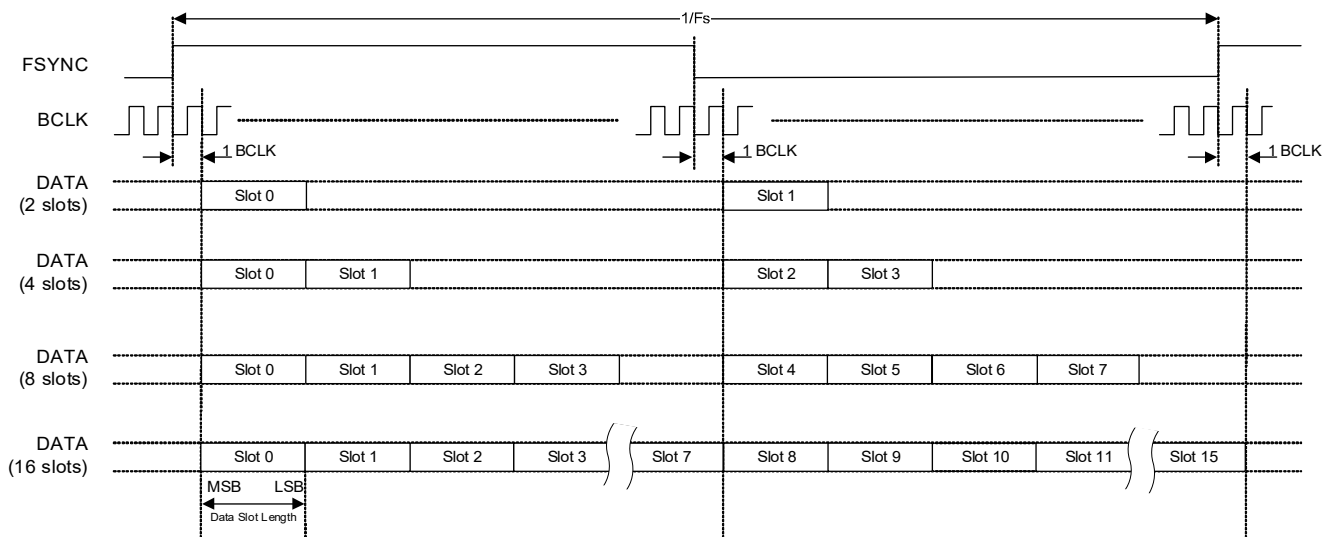 1/Fs
FSYNC
BCLK
1 BCLK 1 BCLK 1 BCLK
DATA
(2 slots)
Slot 0 Slot 1
DATA
(4 slots)
Slot 0 Slot 1 Slot 2 Slot 3
DATA
(8 slots)
Slot 0 Slot 1 Slot 2 Slot 3 Slot 4 Slot 5 Slot 6 Slot 7
DATA
(16 slots)
Slot 0 Slot 1 Slot 2 Slot 3 Slot 7 Slot 8 Slot 9 Slot 10 Slot 11 Slot 15
MSB LSB
Data Slot Length